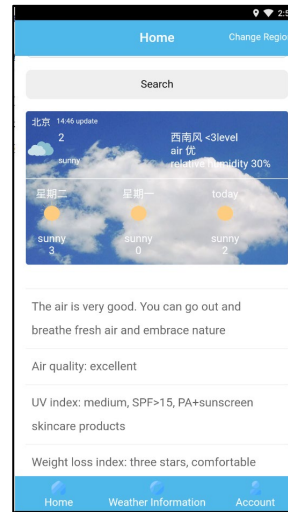 2:5
Home
Change Regio
Search
北京 14:46 update
2
sunny
西南风 <3level
air 优
relative humidity 30%
星期二 星期一 today
sunny sunny sunny
3 0 2
The air is very good. You can go out and
breathe fresh air and embrace nature
Air quality: excellent
UV index: medium, SPF>15, PA+sunscreen
skincare products
Weight loss index: three stars, comfortable
Home Weather Information Account